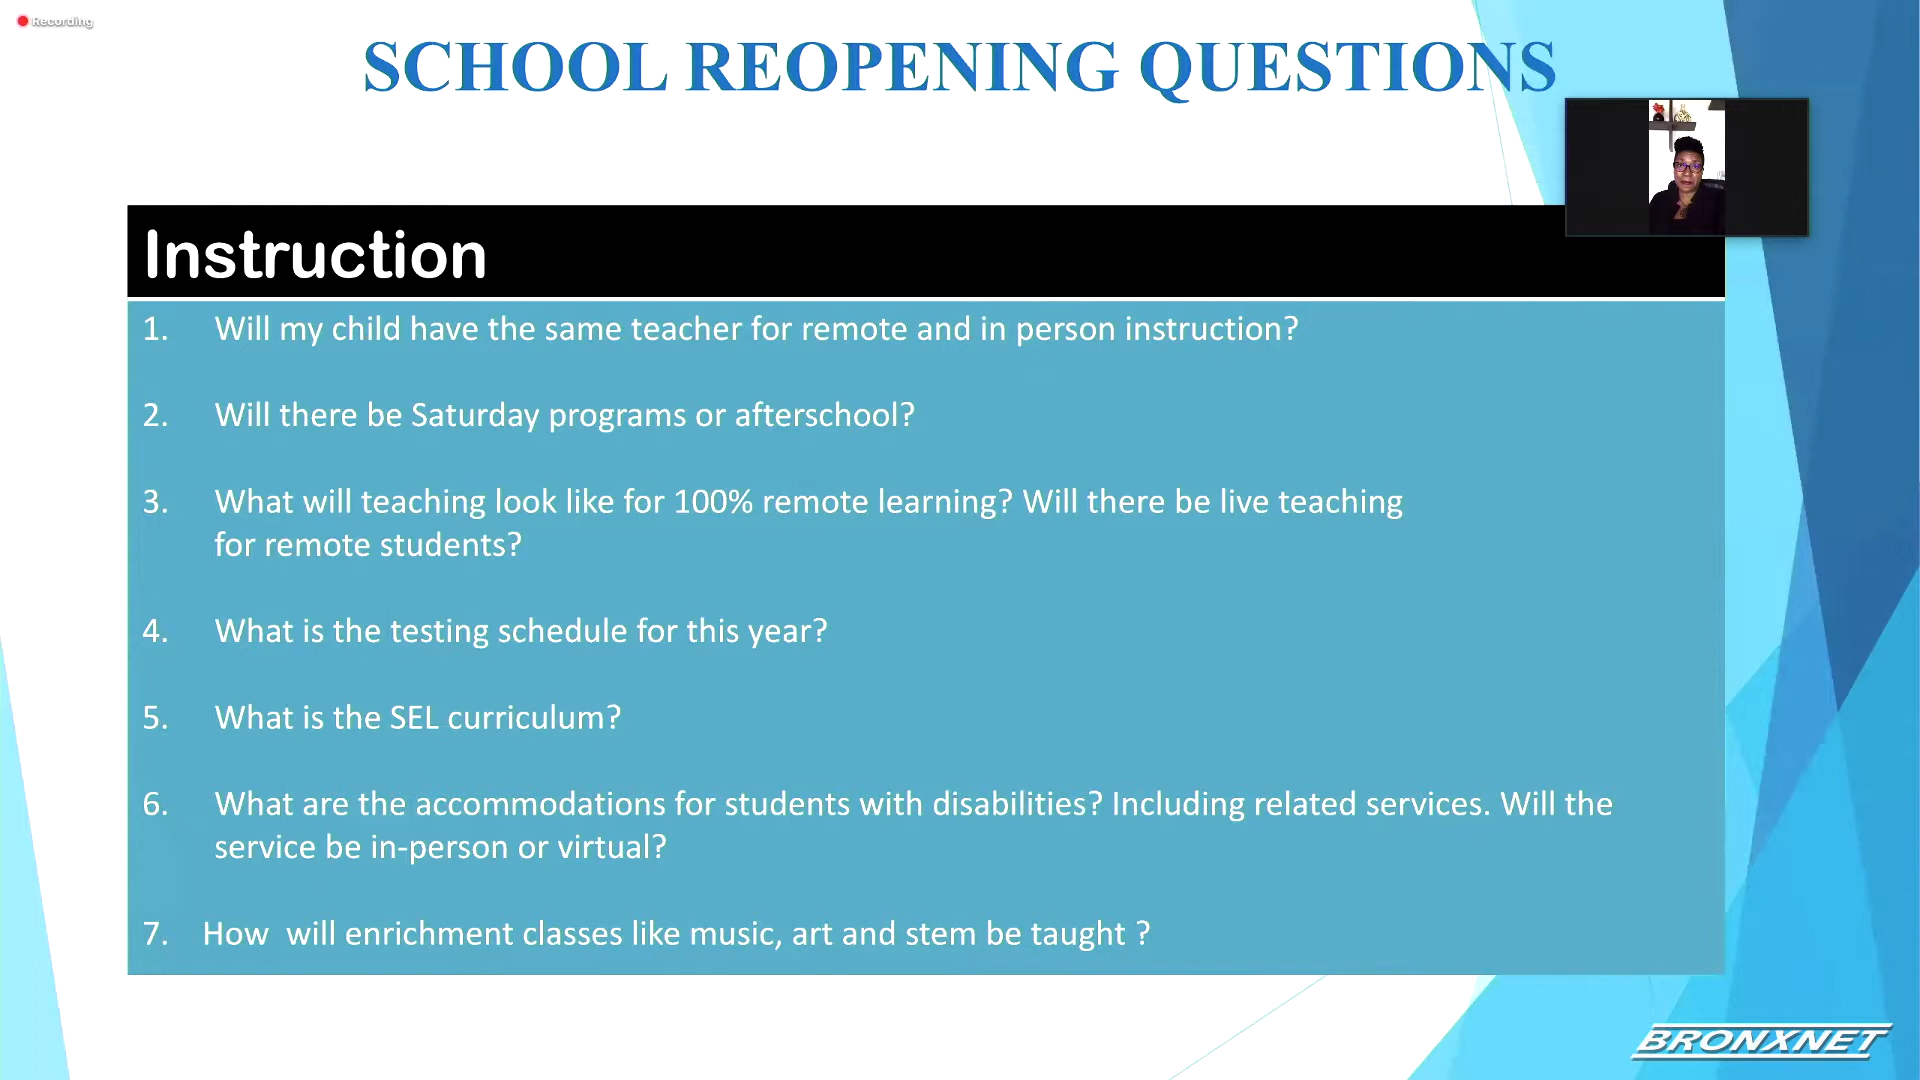 Recording
SCHOOL REOPENING QUESTIONS
Instruction
1. Will my child have the same teacher for remote and in person instruction?
2. Will there be Saturday programs or afterschool?
3. What will teaching look like for 100% remote learning? Will there be live teaching
for remote students?
4. What is the testing schedule for this year?
5. What is the SEL curriculum?
6. What are the accommodations for students with disabilities? Including related services. Will the
service be in-person or virtual?
7. How  will enrichment classes like music, art and stem be taught ?
BRONXNET